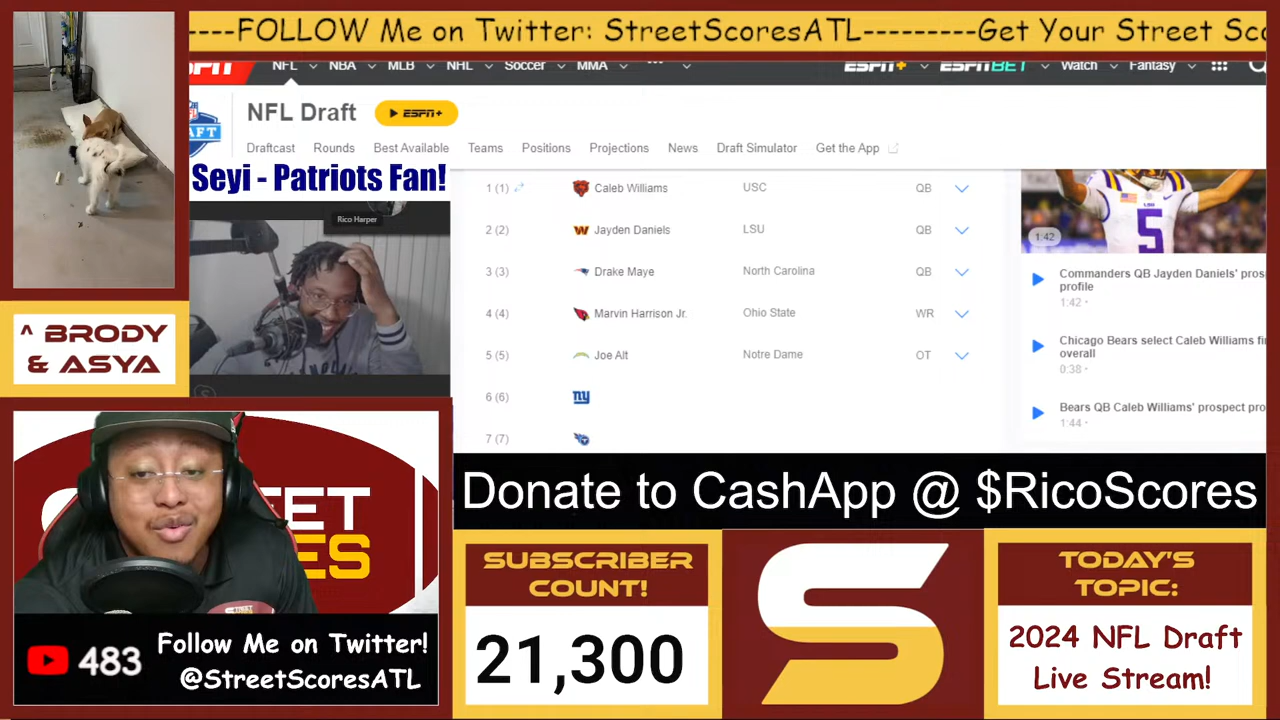 ----FOLLOW Me on Twitter: StreetScoresATL---------Get Your Street Sc
NFL NBA MLB NHL Soccer MMA ... ESPN+ ESPNBET Watch Fantasy
NFL Draft
ESPN+
Draftcast Rounds Best Available Teams Positions Projections News Draft Simulator Get the App
Seyi - Patriots Fan!
Rico Harper
1 (1) Caleb Williams USC QB
2 (2) Jayden Daniels LSU QB
3 (3) Drake Maye North Carolina QB
4 (4) Marvin Harrison Jr. Ohio State WR
5 (5) Joe Alt Notre Dame OT
6 (6) ny
7 (7)
5
1:42
Commanders QB Jayden Daniels' pros
profile
1:42
Chicago Bears select Caleb Williams fi
overall
0:38
Bears QB Caleb Williams' prospect pro
1:44
^ BRODY
& ASYA
Donate to CashApp @ $RicoScores
483
Follow Me on Twitter!
@StreetScoresATL
SUBSCRIBER
COUNT!
21,300
S
TODAY'S
TOPIC:
2024 NFL Draft
Live Stream!